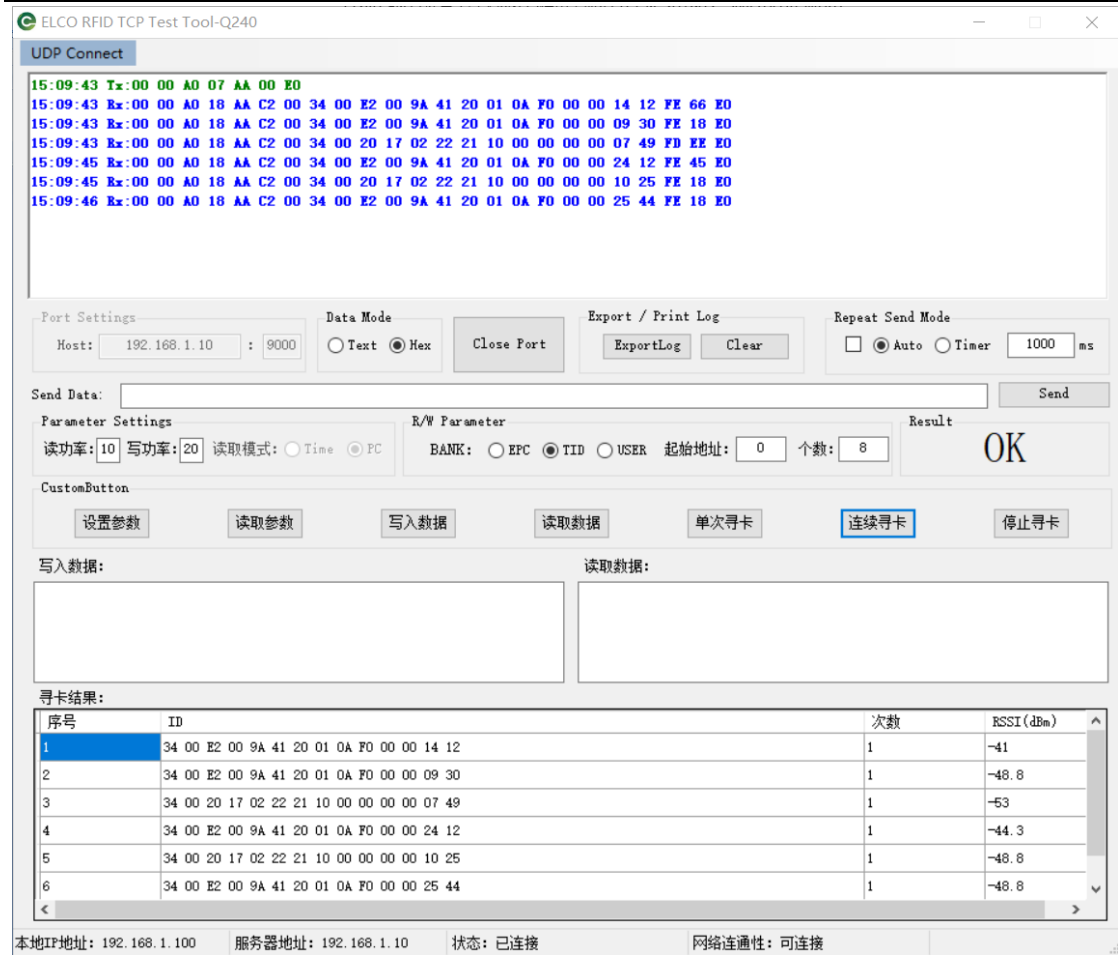 ELCO RFID TCP Test Tool-Q240
UDP Connect
15:09:43 Tx:00 00 A0 07 AA 00 E0
15:09:43 Rx:00 00 A0 18 AA C2 00 34 00 E2 00 9A 41 20 01 0A F0 00 00 14 12 FE 66 E0
15:09:43 Rx:00 00 A0 18 AA C2 00 34 00 E2 00 9A 41 20 01 0A F0 00 00 09 30 FE 18 E0
15:09:43 Rx:00 00 A0 18 AA C2 00 34 00 20 17 02 22 21 10 00 00 00 00 07 49 FD EE E0
15:09:45 Rx:00 00 A0 18 AA C2 00 34 00 E2 00 9A 41 20 01 0A F0 00 00 24 12 FE 45 E0
15:09:45 Rx:00 00 A0 18 AA C2 00 34 00 20 17 02 22 21 10 00 00 00 00 10 25 FE 18 E0
15:09:46 Rx:00 00 A0 18 AA C2 00 34 00 E2 00 9A 41 20 01 0A F0 00 00 25 44 FE 18 E0
Port Settings Data Mode Export / Print Log Repeat Send Mode
Host: 192.168.1.10 : 9000 Text Hex Close Port ExportLog Clear Auto Timer 1000 ms
Send Data: Send
Parameter Settings R/W Parameter Result
读功率: 10 写功率: 20 读取模式: Time PC BANK: EPC TID USER 起始地址: 0 个数: 8 OK
CustomButton
设置参数 读取参数 写入数据 读取数据 单次寻卡 连续寻卡 停止寻卡
写入数据: 读取数据:
寻卡结果:
序号 ID 次数 RSSI(dBm)
1 34 00 E2 00 9A 41 20 01 0A F0 00 00 14 12 1 -41
2 34 00 E2 00 9A 41 20 01 0A F0 00 00 09 30 1 -48.8
3 34 00 20 17 02 22 21 10 00 00 00 00 07 49 1 -53
4 34 00 E2 00 9A 41 20 01 0A F0 00 00 24 12 1 -44.3
5 34 00 20 17 02 22 21 10 00 00 00 00 10 25 1 -48.8
6 34 00 E2 00 9A 41 20 01 0A F0 00 00 25 44 1 -48.8
本地IP地址: 192.168.1.100 服务器地址: 192.168.1.10 状态: 已连接 网络连通性: 可连接